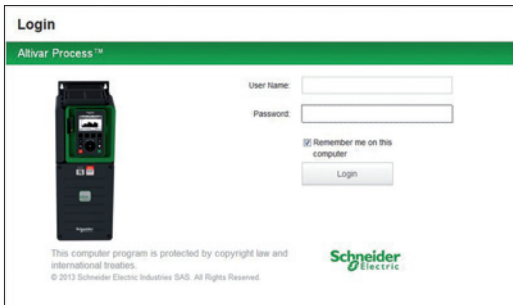 Login
Altivar Process™
User Name:
Password:
Remember me on this
computer
Login
This computer program is protected by copyright law and
international treaties.
© 2013 Schneider Electric Industries SAS. All Rights Reserved.
Schneider
Electric